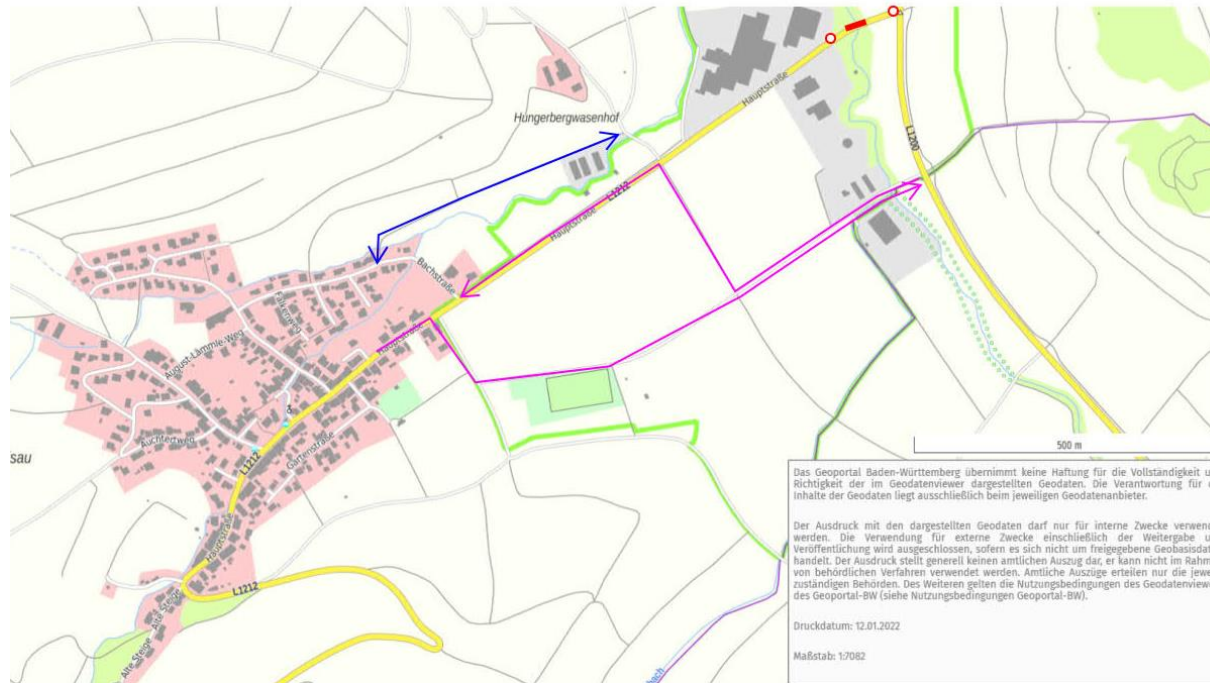 Hungerbergwasenhof
Hauptstraße
L1200
L1212
Hauptstraße
Bachstraße
Falkenweg
Hauptstraße
August-Lämmle-Weg
Auchtertweg
Gartenstraße
sau
L1212
Hauptstraße
L1212
Alte Steige
Alte Steige
bach
500 m
Das Geoportal Baden-Württemberg übernimmt keine Haftung für die Vollständigkeit u
Richtigkeit der im Geodatenviewer dargestellten Geodaten. Die Verantwortung für
Inhalte der Geodaten liegt ausschließlich beim jeweiligen Geodatenanbieter.
Der Ausdruck mit den dargestellten Geodaten darf nur für interne Zwecke verwend
werden. Die Verwendung für externe Zwecke einschließlich der Weitergabe u
Veröffentlichung wird ausgeschlossen, sofern es sich nicht um freigegebene Geobasisdat
handelt. Der Ausdruck stellt generell keinen amtlichen Auszug dar, er kann nicht im Rahm
von behördlichen Verfahren verwendet werden. Amtliche Auszüge erteilen nur die jewe
zuständigen Behörden. Des Weiteren gelten die Nutzungsbedingungen des Geodatenviewe
des Geoportal-BW (siehe Nutzungsbedingungen Geoportal-BW).
Druckdatum: 12.01.2022
Maßstab: 1:7082